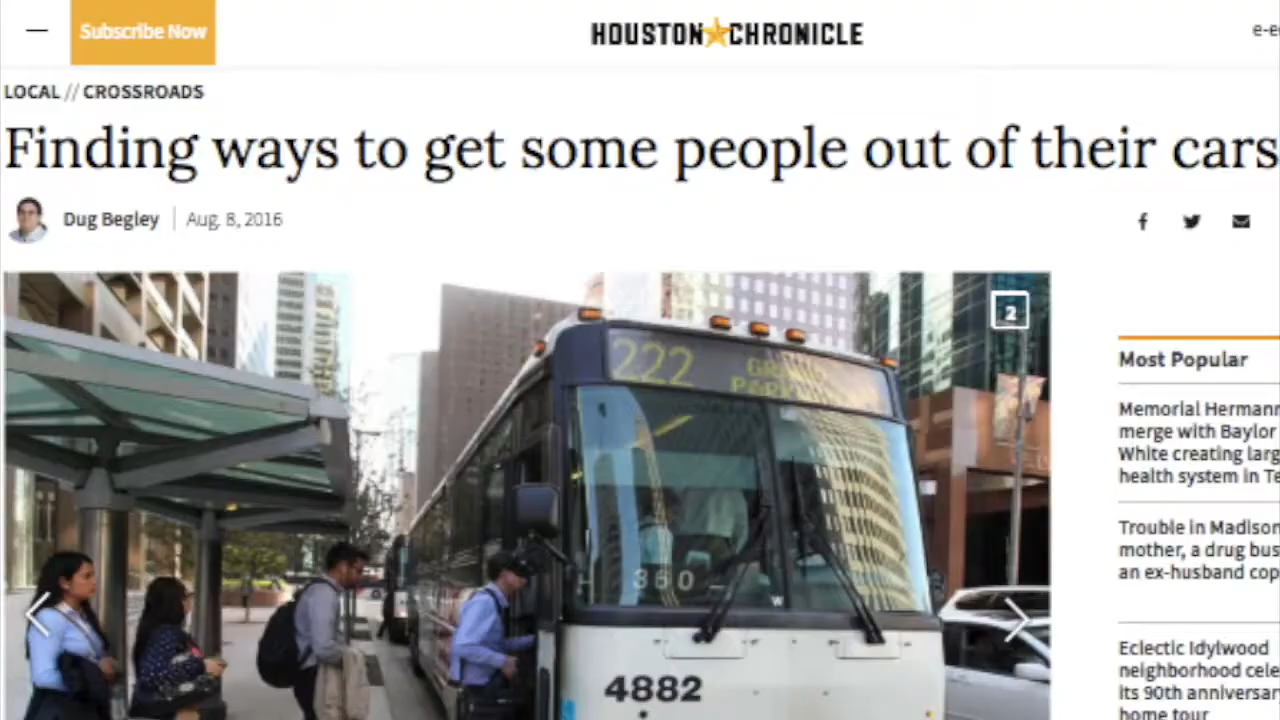 Subscribe Now
HOUSTON CHRONICLE
LOCAL // CROSSROADS
Finding ways to get some people out of their cars
Dug Begley
Aug. 8, 2016
2
222
360
4882
Most Popular
Memorial Hermann
merge with Baylor
White creating larg
health system in Te
Trouble in Madison
mother, a drug bus
an ex-husband cop
Eclectic Idylwood
neighborhood cele
its 90th anniversar
home tour